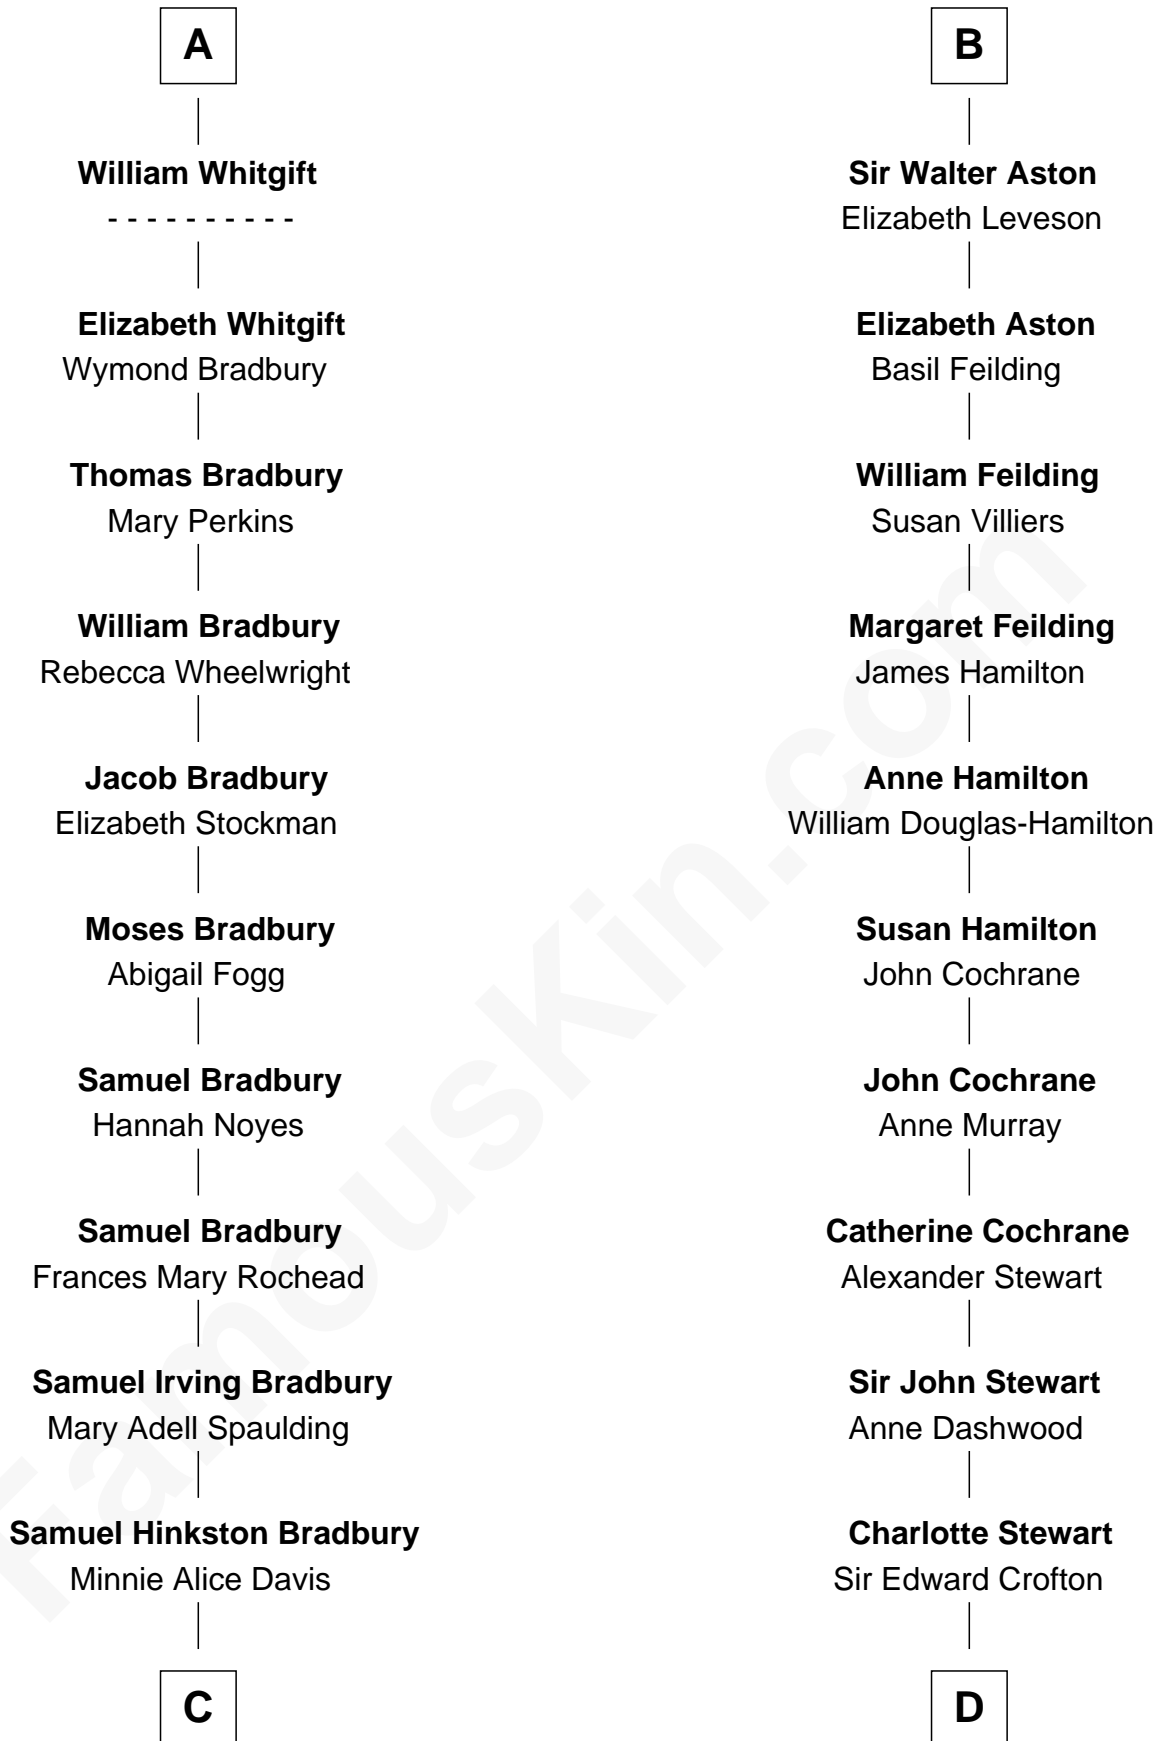 A
William Whitgift
- - - - - - - - - -
Elizabeth Whitgift
Wymond Bradbury
Thomas Bradbury
Mary Perkins
William Bradbury
Rebecca Wheelwright
Jacob Bradbury
Elizabeth Stockman
Moses Bradbury
Abigail Fogg
Samuel Bradbury
Hannah Noyes
Samuel Bradbury
Frances Mary Rochead
Samuel Irving Bradbury
Mary Adell Spaulding
Samuel Hinkston Bradbury
Minnie Alice Davis
C
B
Sir Walter Aston
Elizabeth Leveson
Elizabeth Aston
Basil Feilding
William Feilding
Susan Villiers
Margaret Feilding
James Hamilton
Anne Hamilton
William Douglas-Hamilton
Susan Hamilton
John Cochrane
John Cochrane
Anne Murray
Catherine Cochrane
Alexander Stewart
Sir John Stewart
Anne Dashwood
Charlotte Stewart
Sir Edward Crofton
D
FamousKin.com